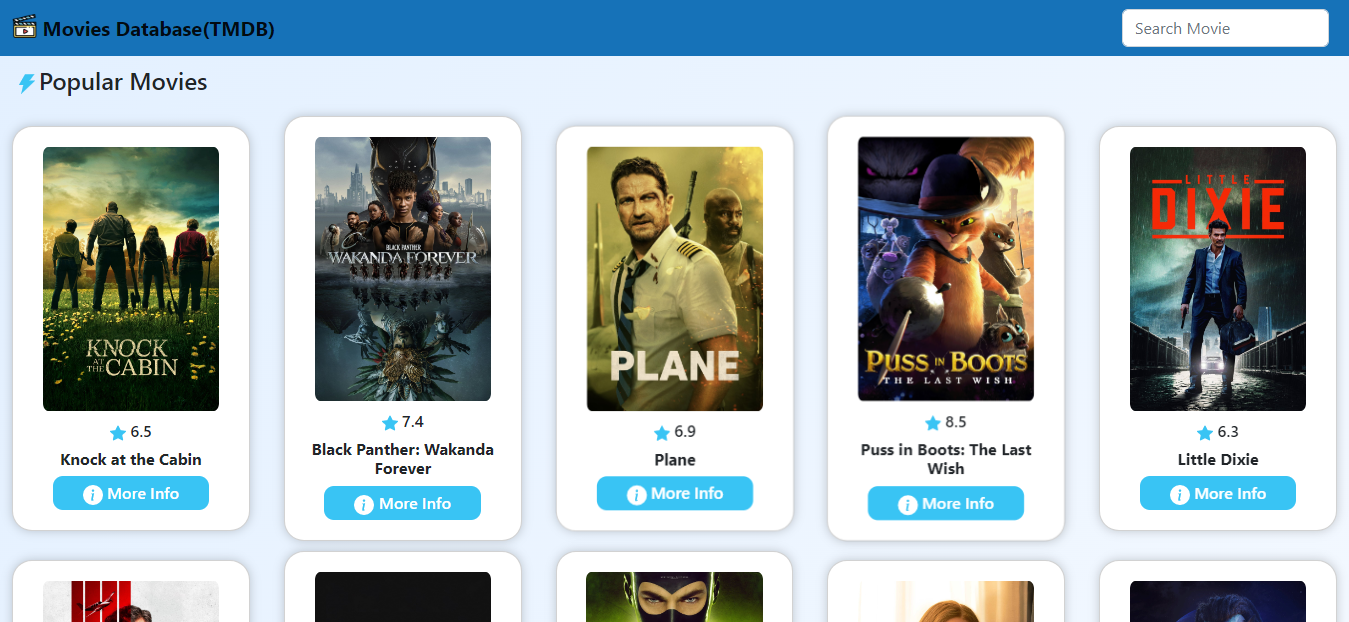 Movies Database(TMDB)
Search Movie
Popular Movies
KNOCK
AT
THE CABIN
6.5
Knock at the Cabin
More Info
BLACK PANTHER
WAKANDA FOREVER
7.4
Black Panther: Wakanda
Forever
More Info
PLANE
6.9
Plane
More Info
PUSS IN BOOTS
THE LAST WISH
8.5
Puss in Boots: The Last
Wish
More Info
LITTLE
DIXIE
6.3
Little Dixie
More Info